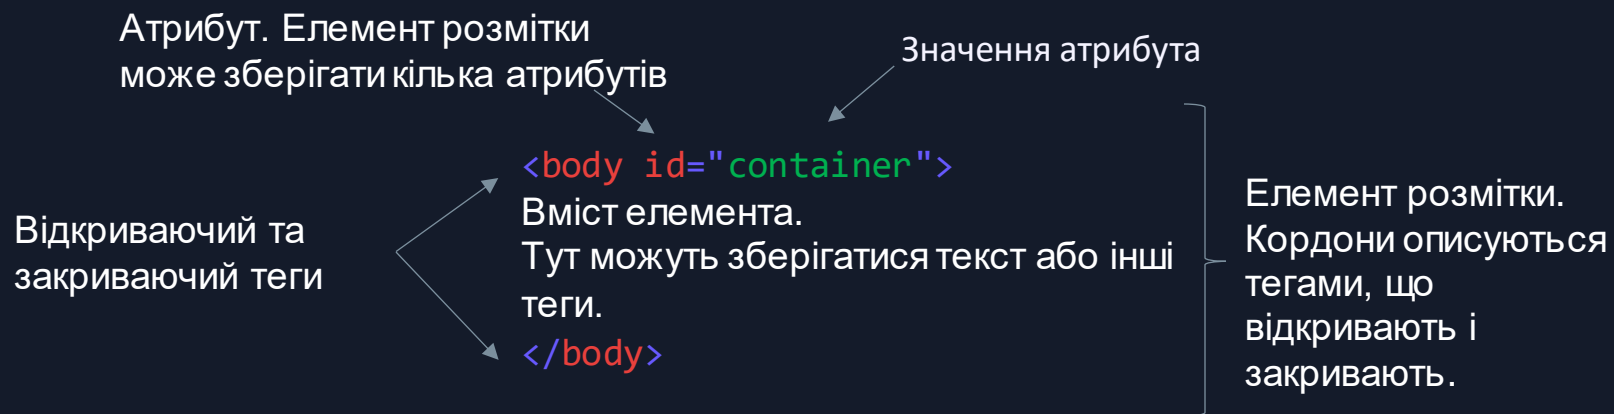 Атрибут. Елемент розмітки
може зберігати кілька атрибутів
Значення атрибута
<body id="container">
Вміст елемента.
Тут можуть зберігатися текст або інші
теги.
</body>
Відкриваючий та
закриваючий теги
Елемент розмітки.
Кордони описуються
тегами, що
відкривають і
закривають.